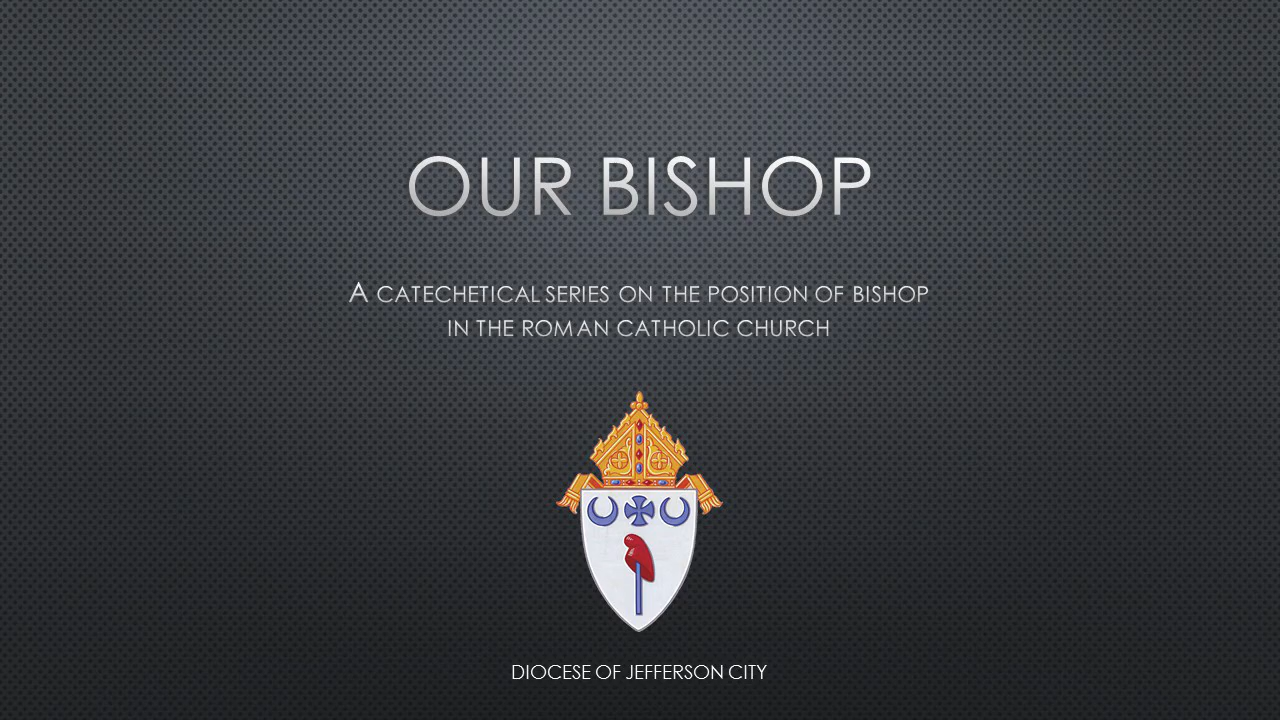 OUR BISHOP
A CATECHETICAL SERIES ON THE POSITION OF BISHOP
IN THE ROMAN CATHOLIC CHURCH
DIOCESE OF JEFFERSON CITY